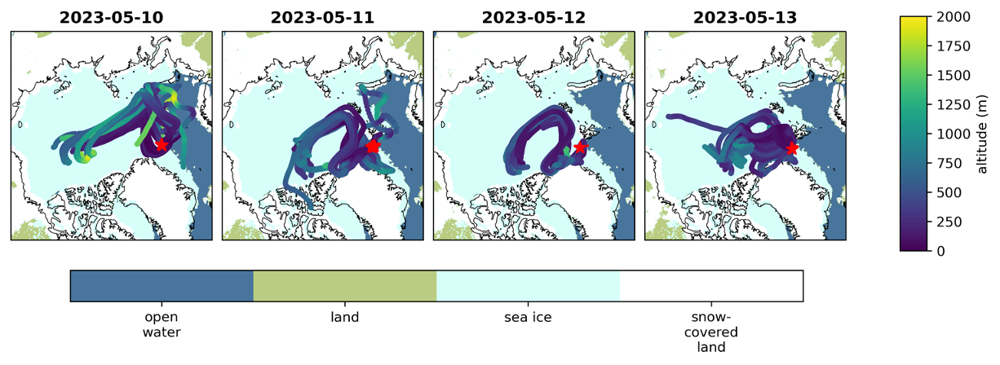 2023-05-10
2023-05-11
2023-05-12
2023-05-13
2000
1750
1500
1250
1000
750
500
250
0
altitude (m)
open
water
land
sea ice
snow-
covered
land